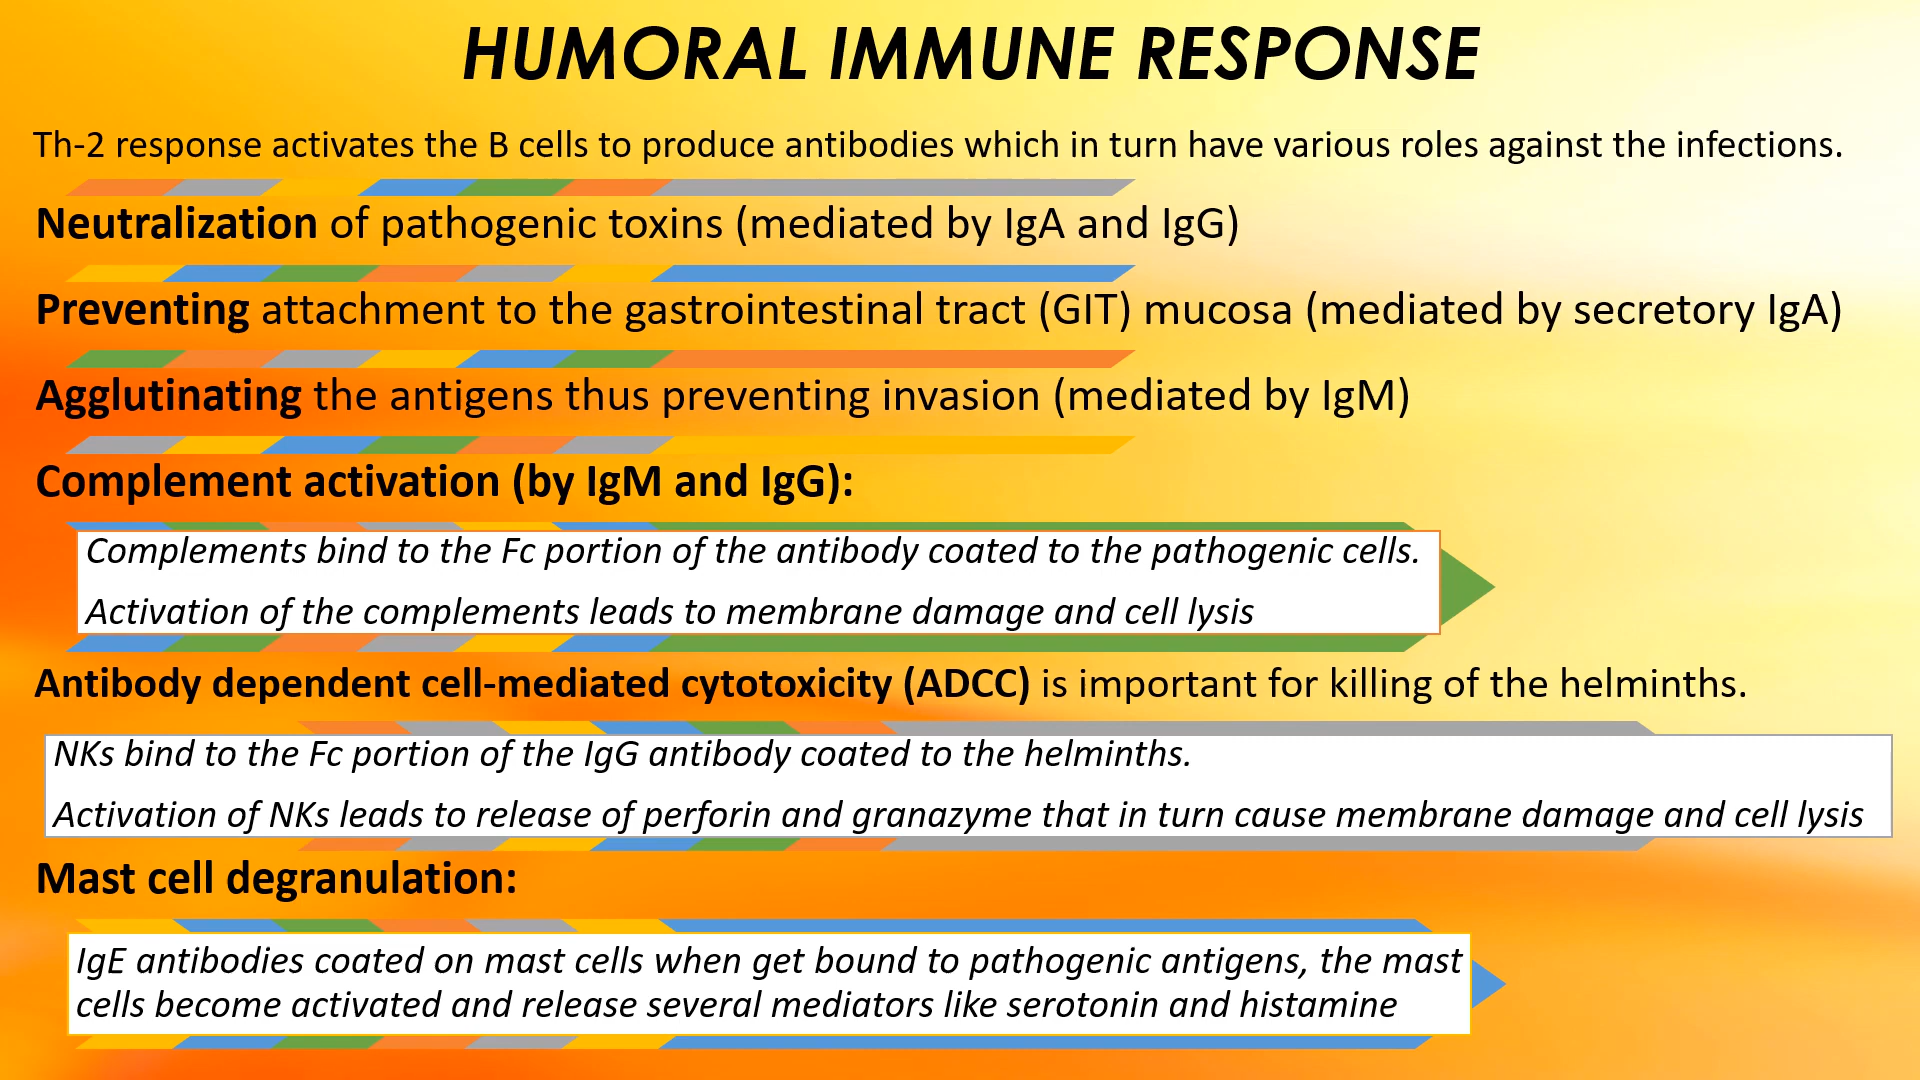 HUMORAL IMMUNE RESPONSE
Th-2 response activates the B cells to produce antibodies which in turn have various roles against the infections.
Neutralization of pathogenic toxins (mediated by IgA and IgG)
Preventing attachment to the gastrointestinal tract (GIT) mucosa (mediated by secretory IgA)
Agglutinating the antigens thus preventing invasion (mediated by IgM)
Complement activation (by IgM and IgG):
Complements bind to the Fc portion of the antibody coated to the pathogenic cells.
Activation of the complements leads to membrane damage and cell lysis
Antibody dependent cell-mediated cytotoxicity (ADCC) is important for killing of the helminths.
NKs bind to the Fc portion of the IgG antibody coated to the helminths.
Activation of NKs leads to release of perforin and granazyme that in turn cause membrane damage and cell lysis
Mast cell degranulation:
IgE antibodies coated on mast cells when get bound to pathogenic antigens, the mast
cells become activated and release several mediators like serotonin and histamine